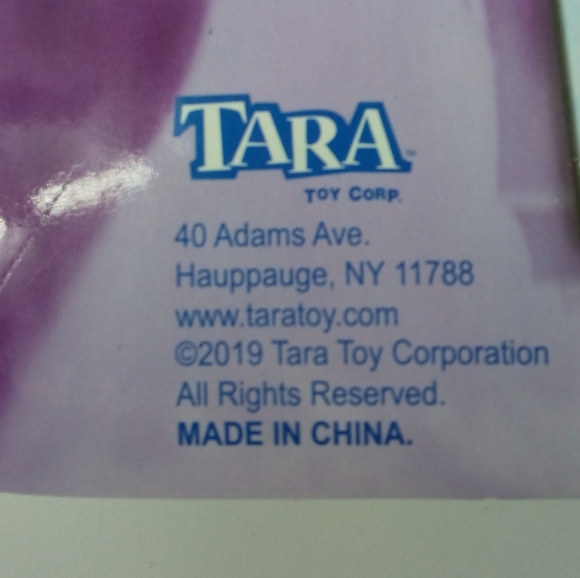 TARA™
TOY CORP.
40 Adams Ave.
Hauppauge, NY 11788
www.taratoy.com
©2019 Tara Toy Corporation
All Rights Reserved.
MADE IN CHINA.